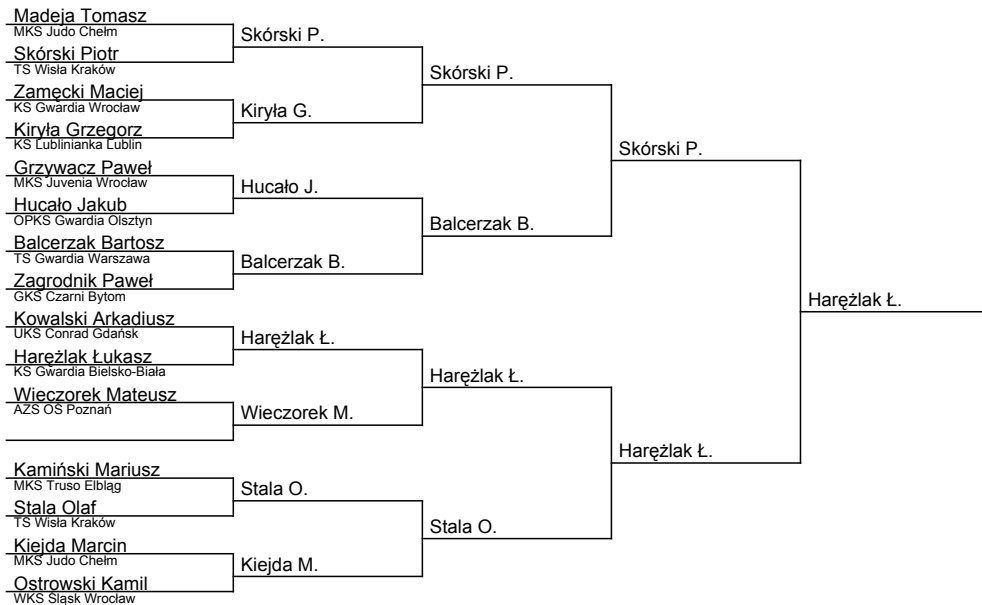 Madeja Tomasz
MKS Judo Chełm
Skórski Piotr
TS Wisła Kraków
Zamęcki Maciej
KS Gwardia Wrocław
Kiryła Grzegorz
KS Lublinianka Lublin
Grzywacz Paweł
MKS Juvenia Wrocław
Hucało Jakub
OPKS Gwardia Olsztyn
Balcerzak Bartosz
TS Gwardia Warszawa
Zagrodnik Paweł
GKS Czarni Bytom
Kowalski Arkadiusz
UKS Conrad Gdańsk
Harężlak Łukasz
KS Gwardia Bielsko-Biała
Wieczorek Mateusz
AZS OŚ Poznań
Kamiński Mariusz
MKS Truso Elbląg
Stala Olaf
TS Wisła Kraków
Kiejda Marcin
MKS Judo Chełm
Ostrowski Kamil
WKS Śląsk Wrocław
Skórski P.
Kiryła G.
Hucało J.
Balcerzak B.
Harężlak Ł.
Wieczorek M.
Stala O.
Kiejda M.
Skórski P.
Balcerzak B.
Harężlak Ł.
Stala O.
Skórski P.
Harężlak Ł.
Harężlak Ł.